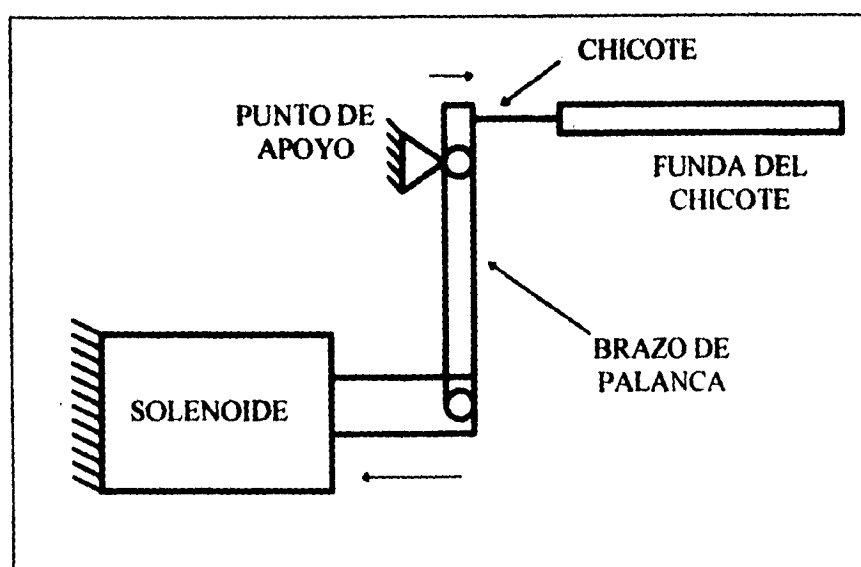 CHICOTE
PUNTO DE
APOYO
FUNDA DEL
CHICOTE
BRAZO DE
PALANCA
SOLENOIDE